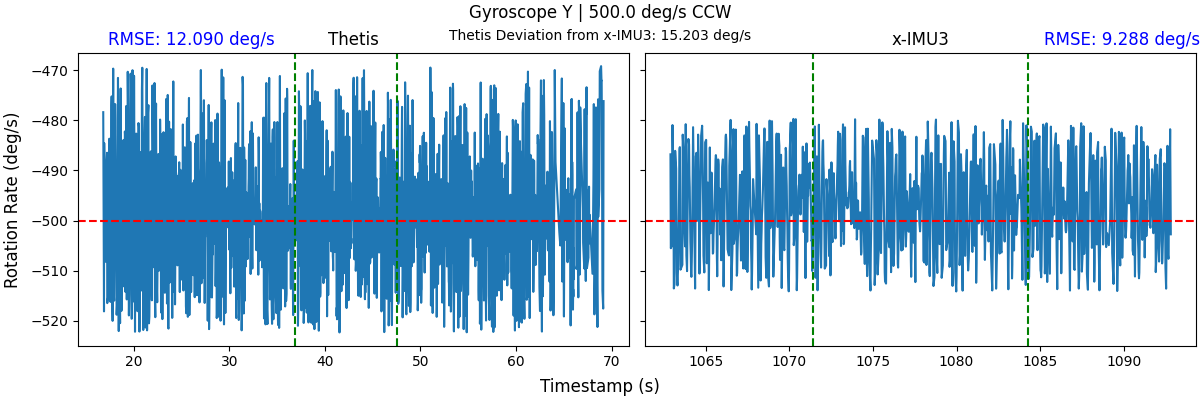 Gyroscope Y | 500.0 deg/s CCW
RMSE: 12.090 deg/s
Thetis
Thetis Deviation from x-IMU3: 15.203 deg/s
x-IMU3
RMSE: 9.288 deg/s
Rotation Rate (deg/s)
−470
−480
−490
−500
−510
−520
20 30 40 50 60 70
1065 1070 1075 1080 1085 1090
Timestamp (s)